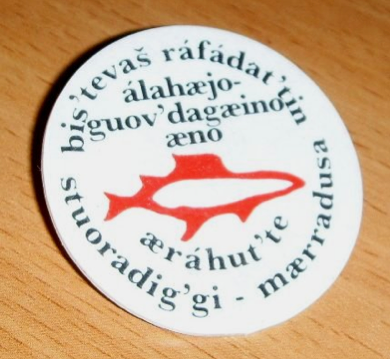 bis'tevaš ráfádat'tin
álahæjo-
guov'dagæino
æno
æráhut'te
stuoradig'gi - mærradusa